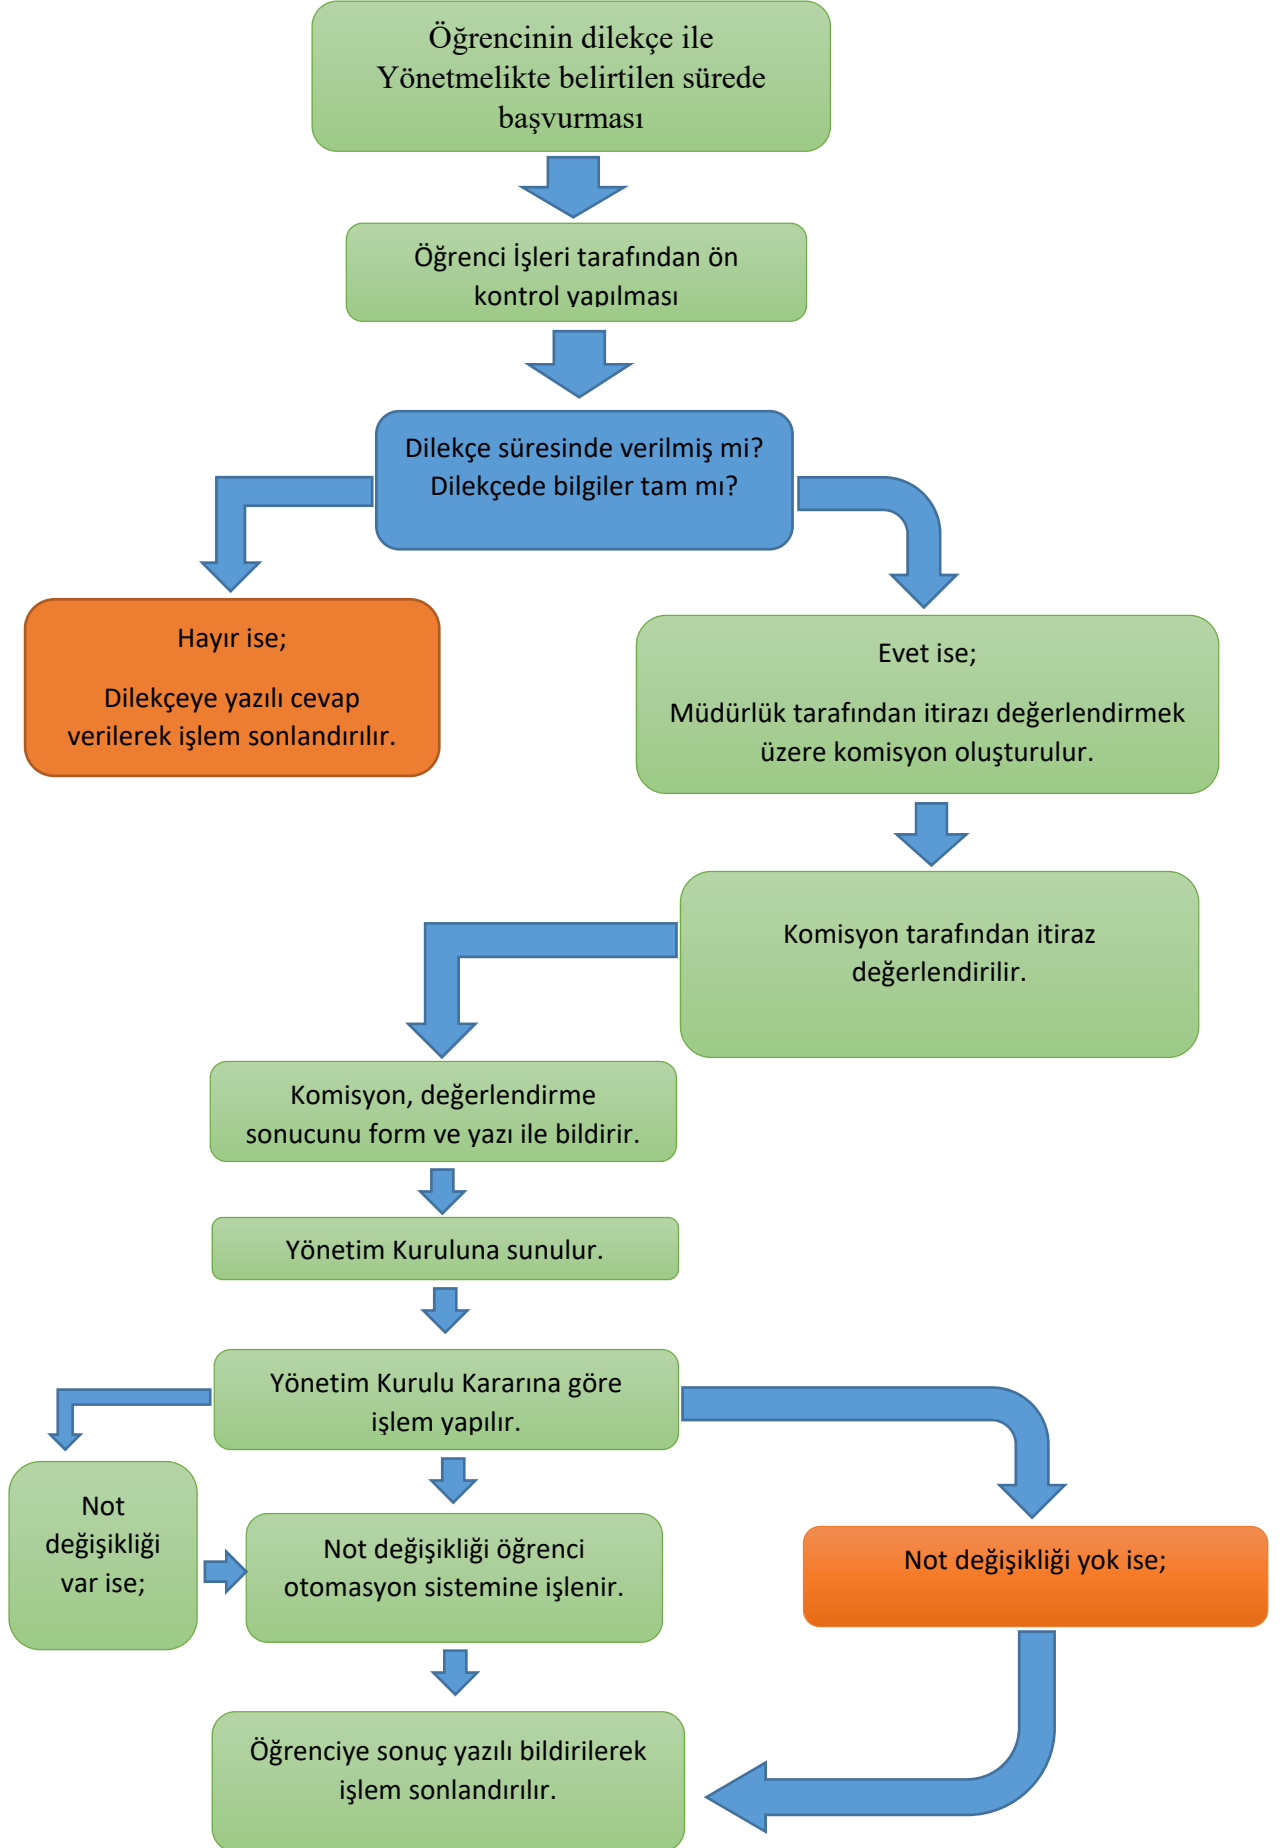 Öğrencinin dilekçe ile
Yönetmelikte belirtilen sürede
başvurması
Öğrenci İşleri tarafından ön
kontrol yapılması
Dilekçe süresinde verilmiş mi?
Dilekçede bilgiler tam mı?
Hayır ise;
Dilekçeye yazılı cevap
verilerek işlem sonlandırılır.
Evet ise;
Müdürlük tarafından itirazı değerlendirmek
üzere komisyon oluşturulur.
Komisyon tarafından itiraz
değerlendirilir.
Komisyon, değerlendirme
sonucunu form ve yazı ile bildirir.
Yönetim Kuruluna sunulur.
Yönetim Kurulu Kararına göre
işlem yapılır.
Not
değişikliği
var ise;
Not değişikliği öğrenci
otomasyon sistemine işlenir.
Not değişikliği yok ise;
Öğrenciye sonuç yazılı bildirilerek
işlem sonlandırılır.